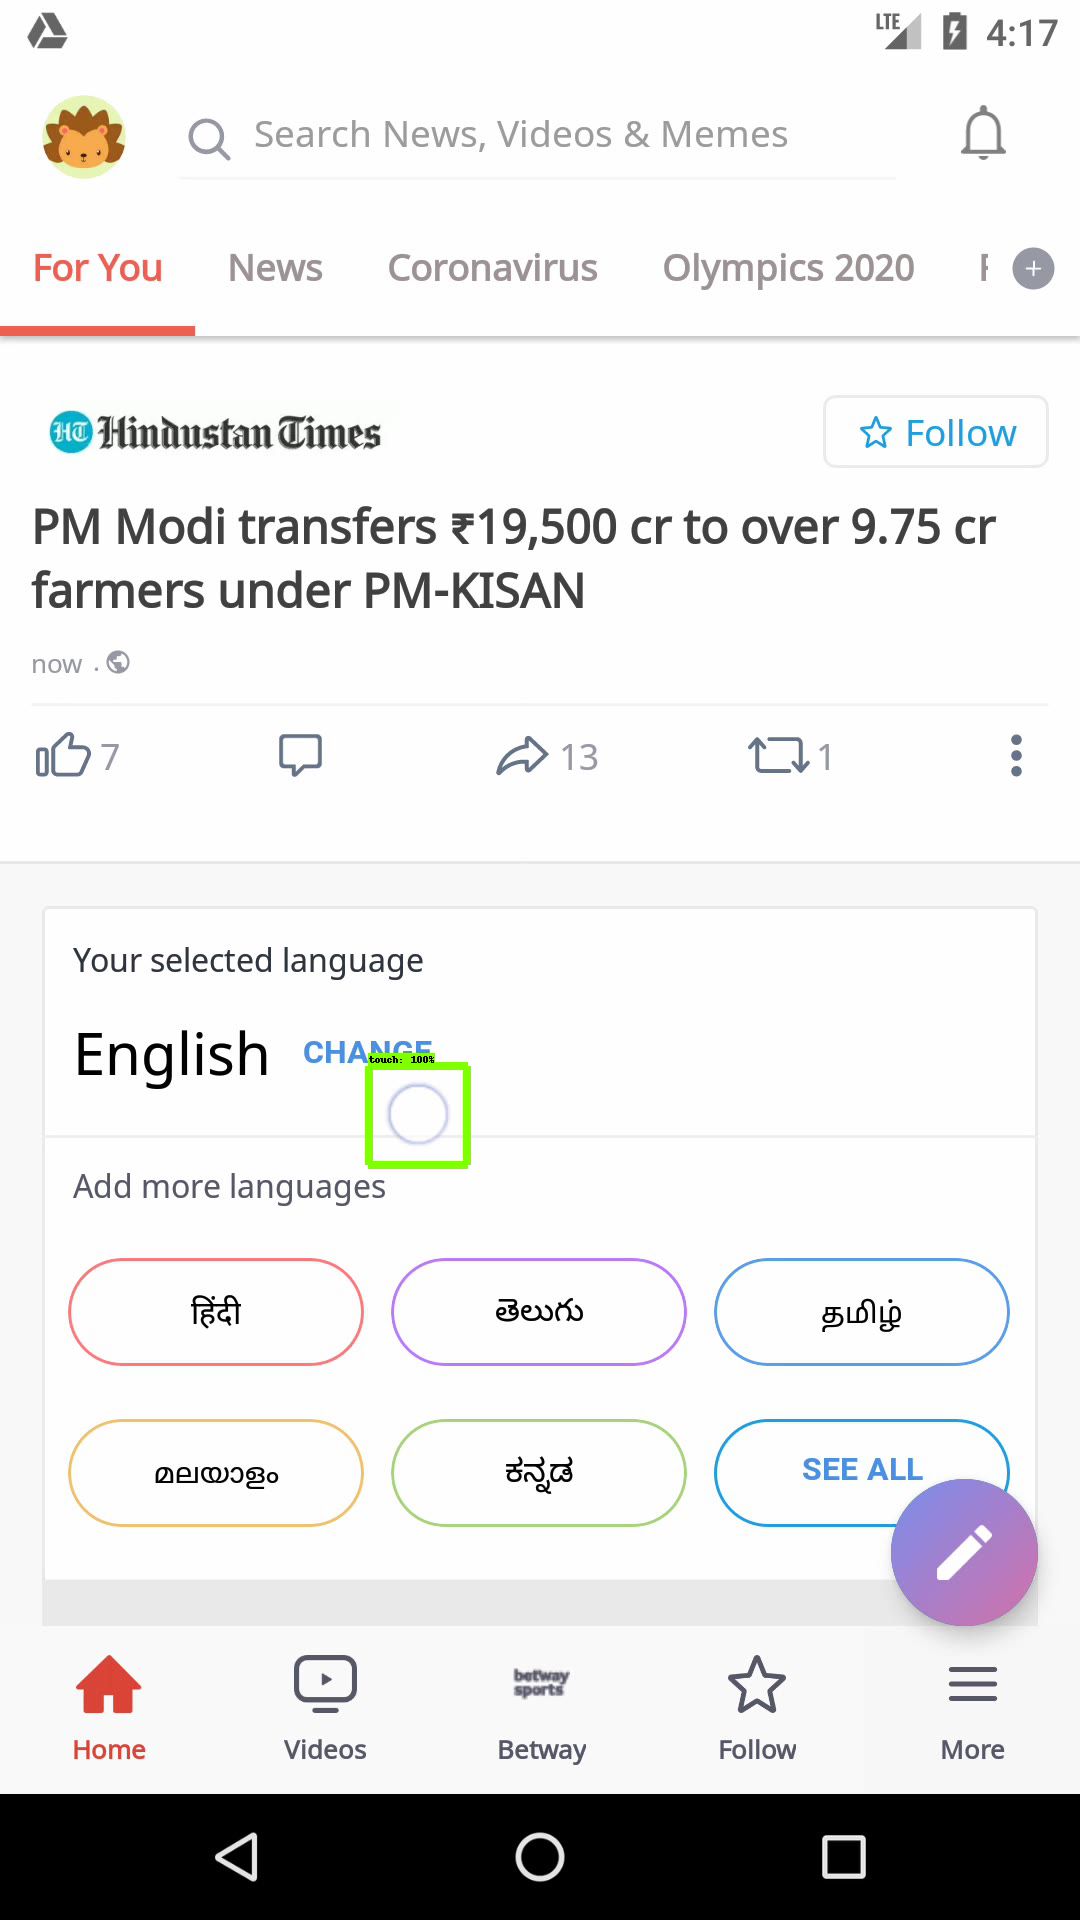 LTE 4:17
Search News, Videos & Memes
For You News Coronavirus Olympics 2020
HT Hindustan Times
Follow
PM Modi transfers ₹19,500 cr to over 9.75 cr
farmers under PM-KISAN
now .
7 13 1
Your selected language
English CHANGE
touch: 100%
Add more languages
हिंदी తెలుగు தமிழ்
മലയാളം ಕನ್ನಡ SEE ALL
betway
sports
Home Videos Betway Follow More